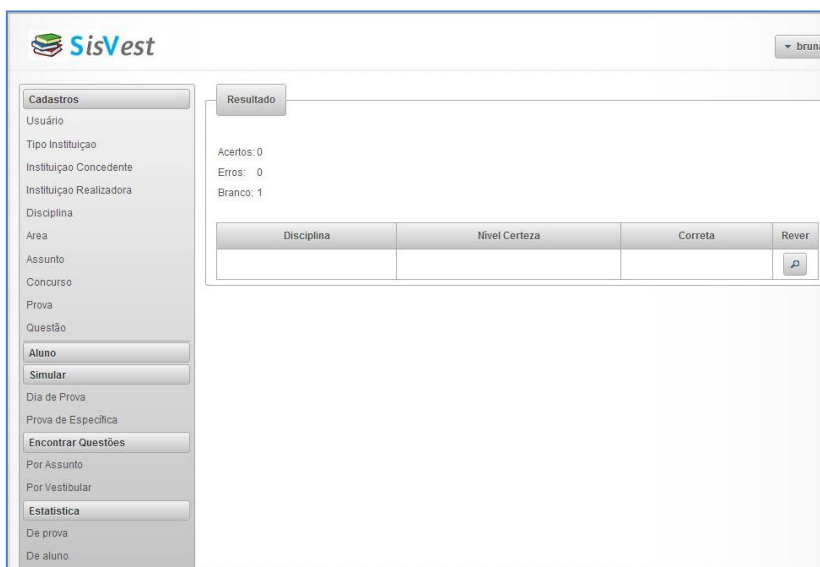 SisVest
bruna
Cadastros
Usuário
Tipo Instituiçao
Instituiçao Concedente
Instituiçao Realizadora
Disciplina
Area
Assunto
Concurso
Prova
Questão
Aluno
Simular
Dia de Prova
Prova de Específica
Encontrar Questões
Por Assunto
Por Vestibular
Estatistica
De prova
De aluno
Resultado
Acertos: 0
Erros: 0
Branco: 1
Disciplina Nível Certeza Correta Rever